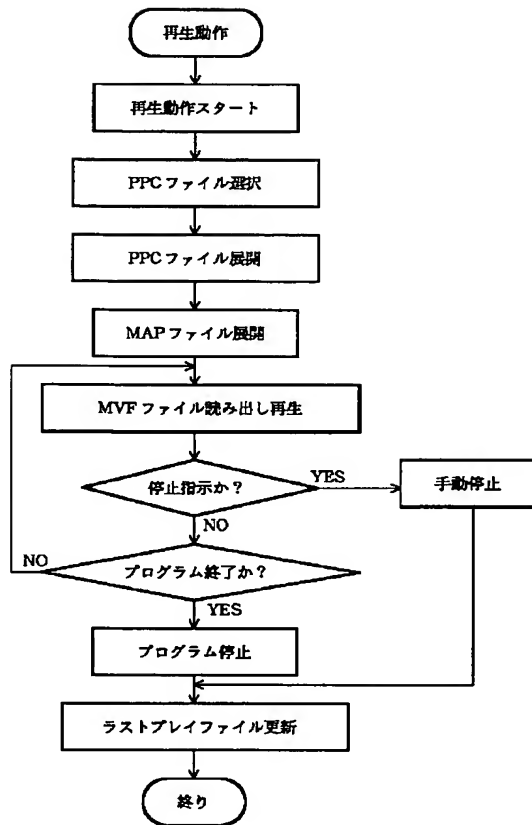 再生動作
再生動作スタート
PPCファイル選択
PPCファイル展開
MAPファイル展開
MVFファイル読み出し再生
停止指示か?
YES
手動停止
NO
NO
プログラム終了か?
YES
プログラム停止
ラストプレイファイル更新
終り